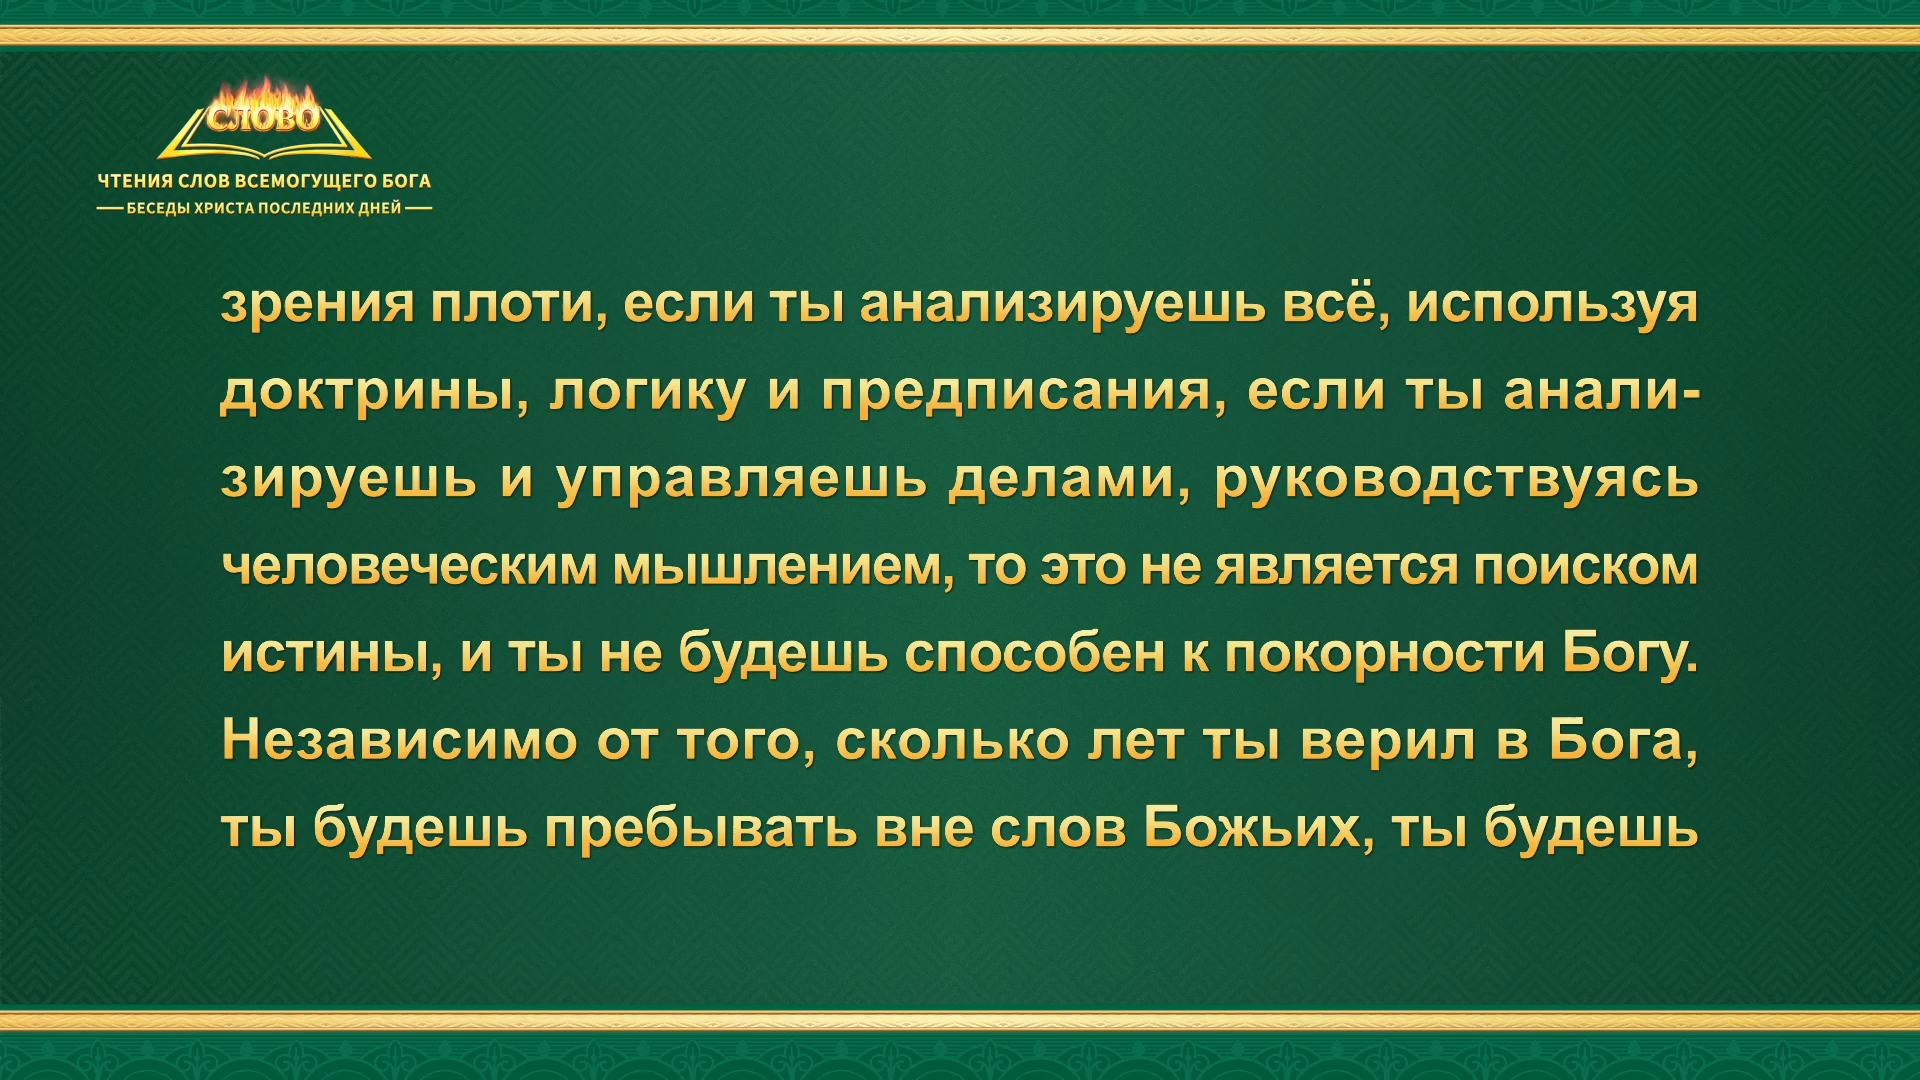 СЛОВО
ЧТЕНИЯ СЛОВ ВСЕМОГУЩЕГО БОГА
БЕСЕДЫ ХРИСТА ПОСЛЕДНИХ ДНЕЙ
зрения плоти, если ты анализируешь всё, используя
доктрины, логику и предписания, если ты анали-
зируешь и управляешь делами, руководствуясь
человеческим мышлением, то это не является поиском
истины, и ты не будешь способен к покорности Богу.
Независимо от того, сколько лет ты верил в Бога,
ты будешь пребывать вне слов Божьих, ты будешь